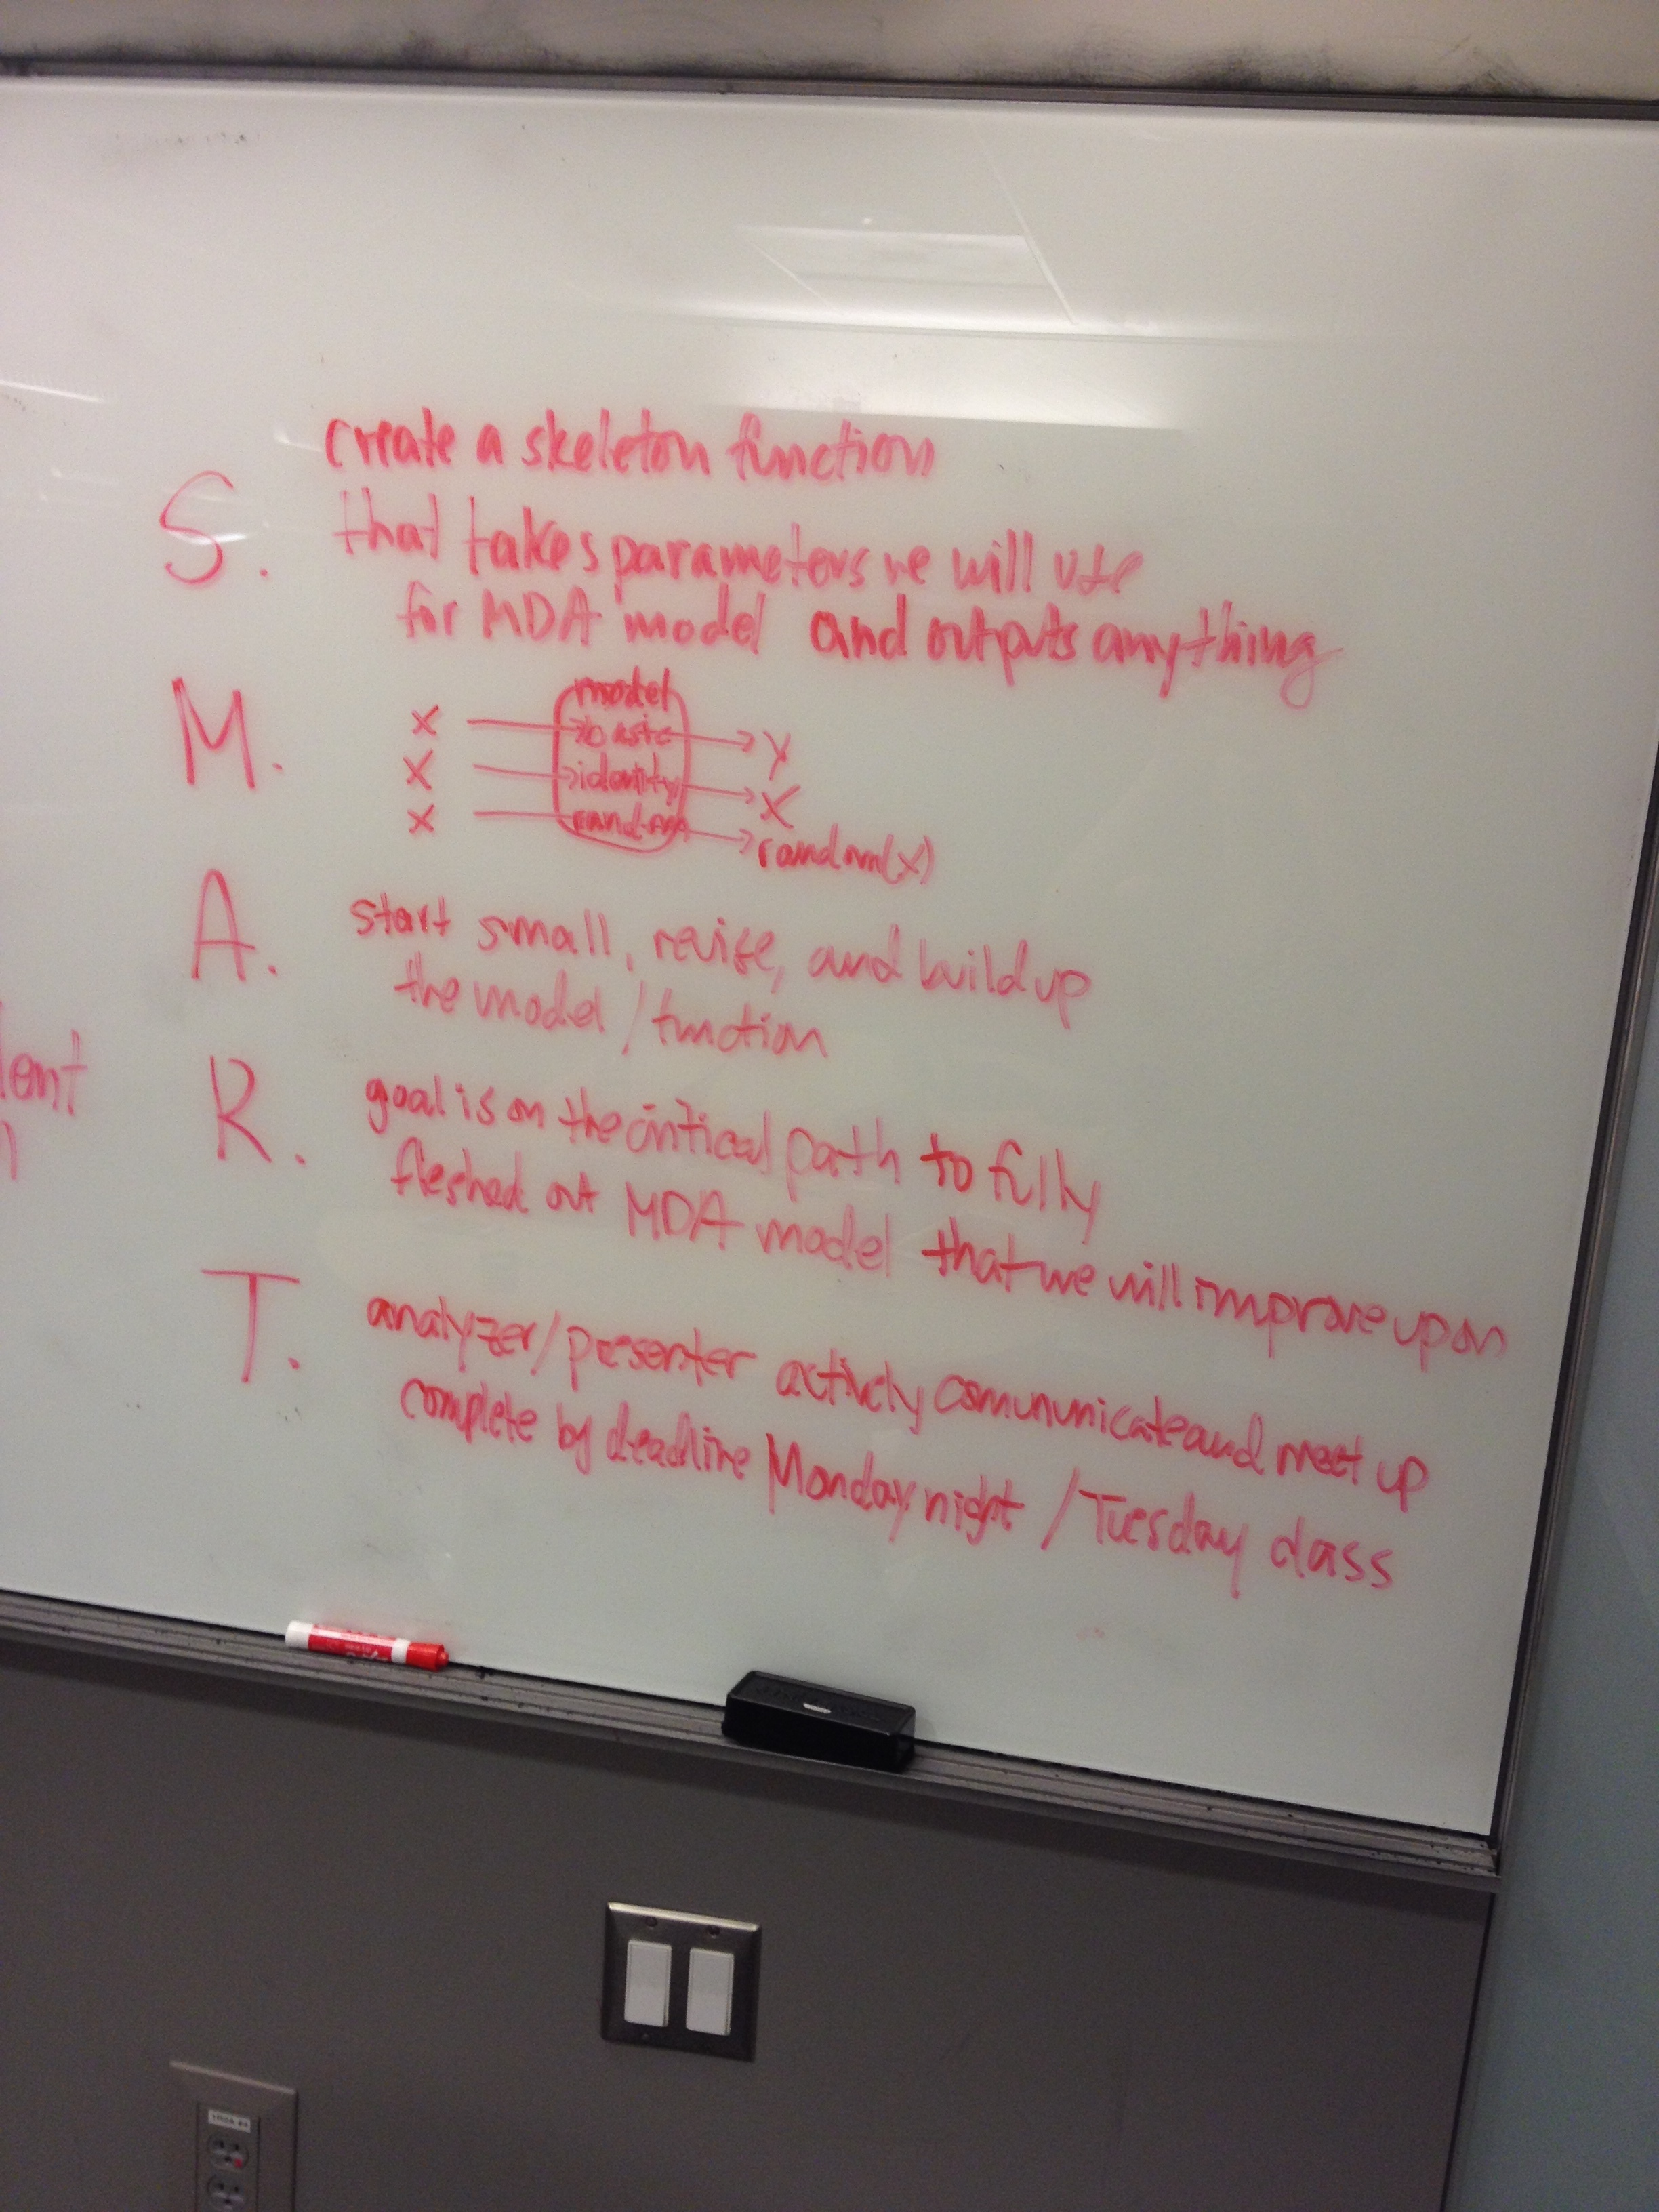 create a skeleton function
S. that takes parameters we will use
for MDA model and outputs anything
M.
model
x → basic → y
x → identity → x
x → random → random(x)
A. start small, revise, and build up
the model / function
R. goal is on the critical path to fully
fleshed out MDA model that we will improve upon
T. analyzer/presenter actively communicate and meet up
complete by deadline Monday night / Tuesday class